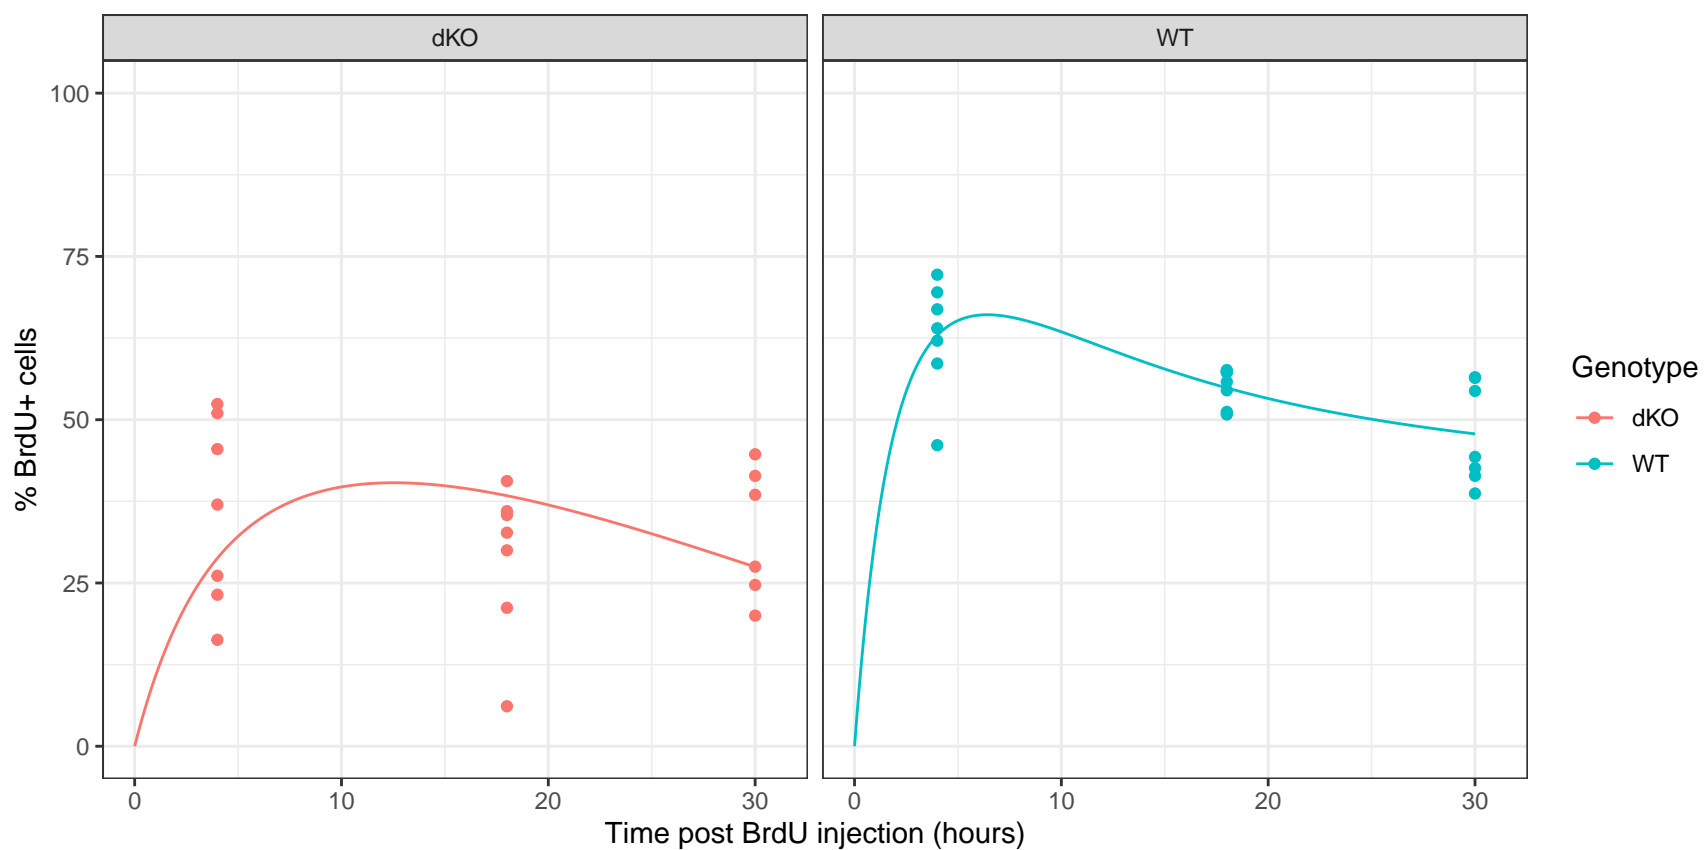 dKO
WT
100
75
50
25
0
% BrdU+ cells
0 10 20 30
0 10 20 30
Time post BrdU injection (hours)
Genotype
dKO
WT